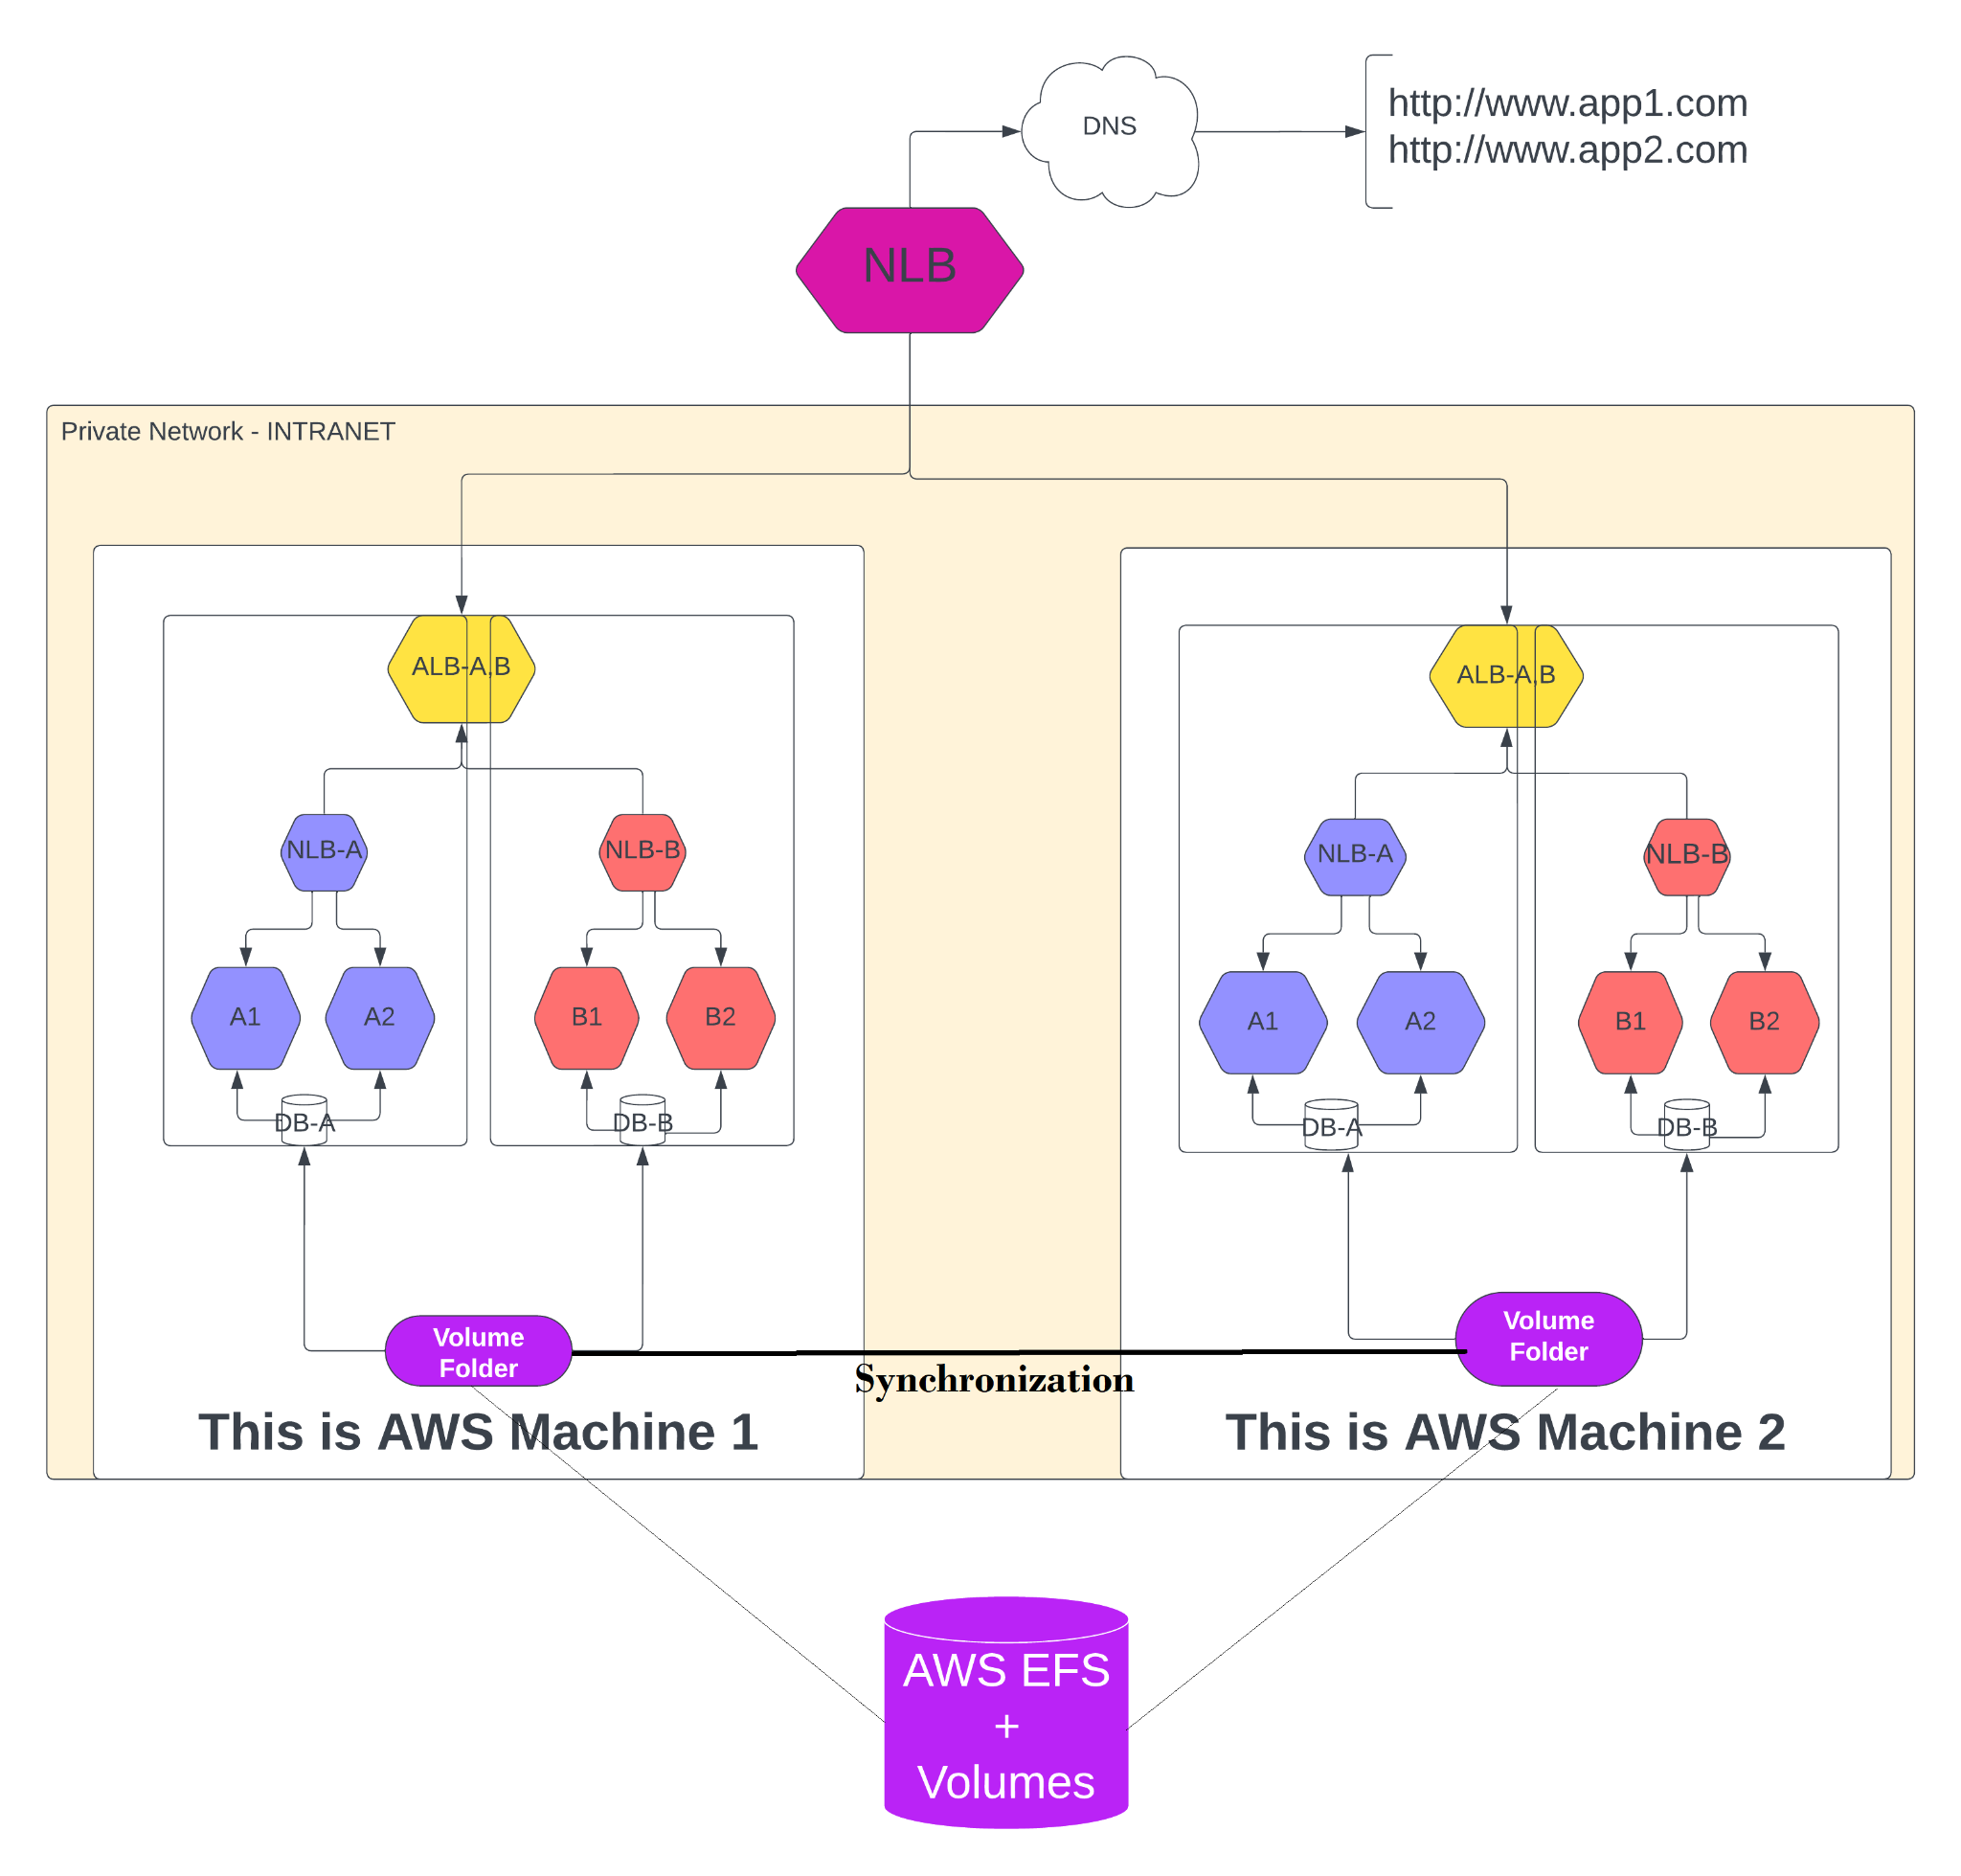 DNS
http://www.app1.com
http://www.app2.com
NLB
Private Network - INTRANET
ALB-A,B
ALB-A,B
NLB-A
NLB-B
NLB-A
NLB-B
A1
A2
B1
B2
A1
A2
B1
B2
DB-A
DB-B
DB-A
DB-B
Volume
Folder
Volume
Folder
Synchronization
This is AWS Machine 1
This is AWS Machine 2
AWS EFS
+
Volumes